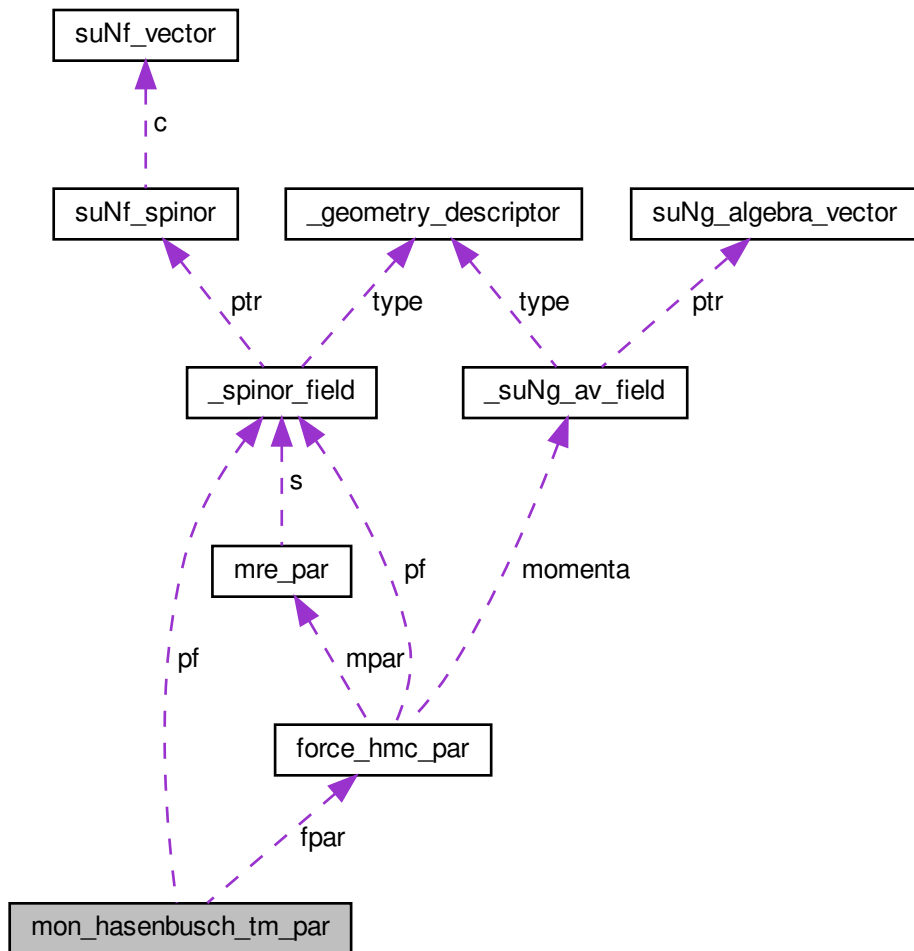 suNf_vector
c
suNf_spinor
_geometry_descriptor
suNg_algebra_vector
ptr
type
type
ptr
_spinor_field
_suNg_av_field
s
mre_par
pf
momenta
pf
mpar
force_hmc_par
fpar
mon_hasenbusch_tm_par